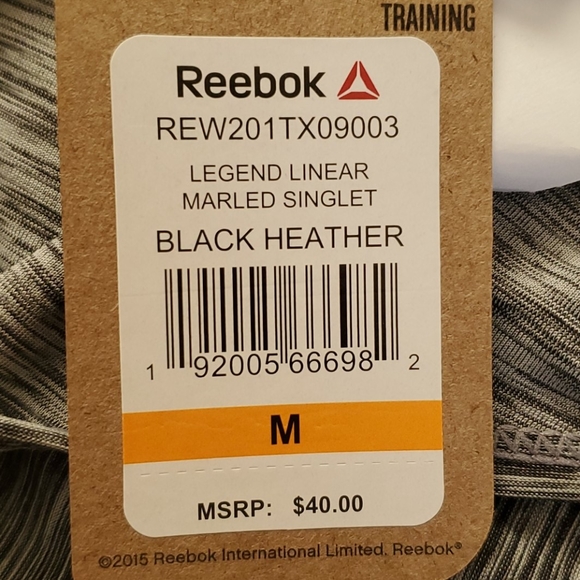 TRAINING
Reebok
REW201TX09003
LEGEND LINEAR
MARLED SINGLET
BLACK HEATHER
1 92005 66698 2
M
MSRP: $40.00
©2015 Reebok International Limited. Reebok®